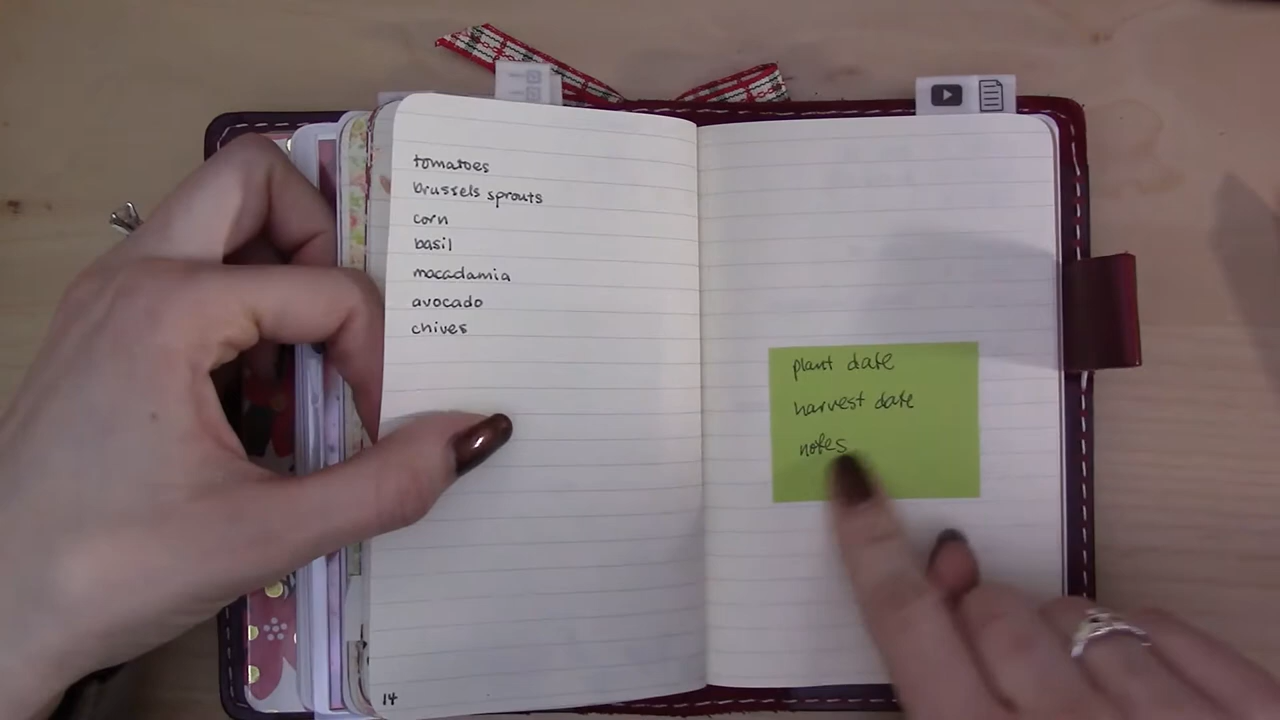 tomatoes
brussels sprouts
corn
basil
macadamia
avocado
chives
14
plant date
harvest date
notes